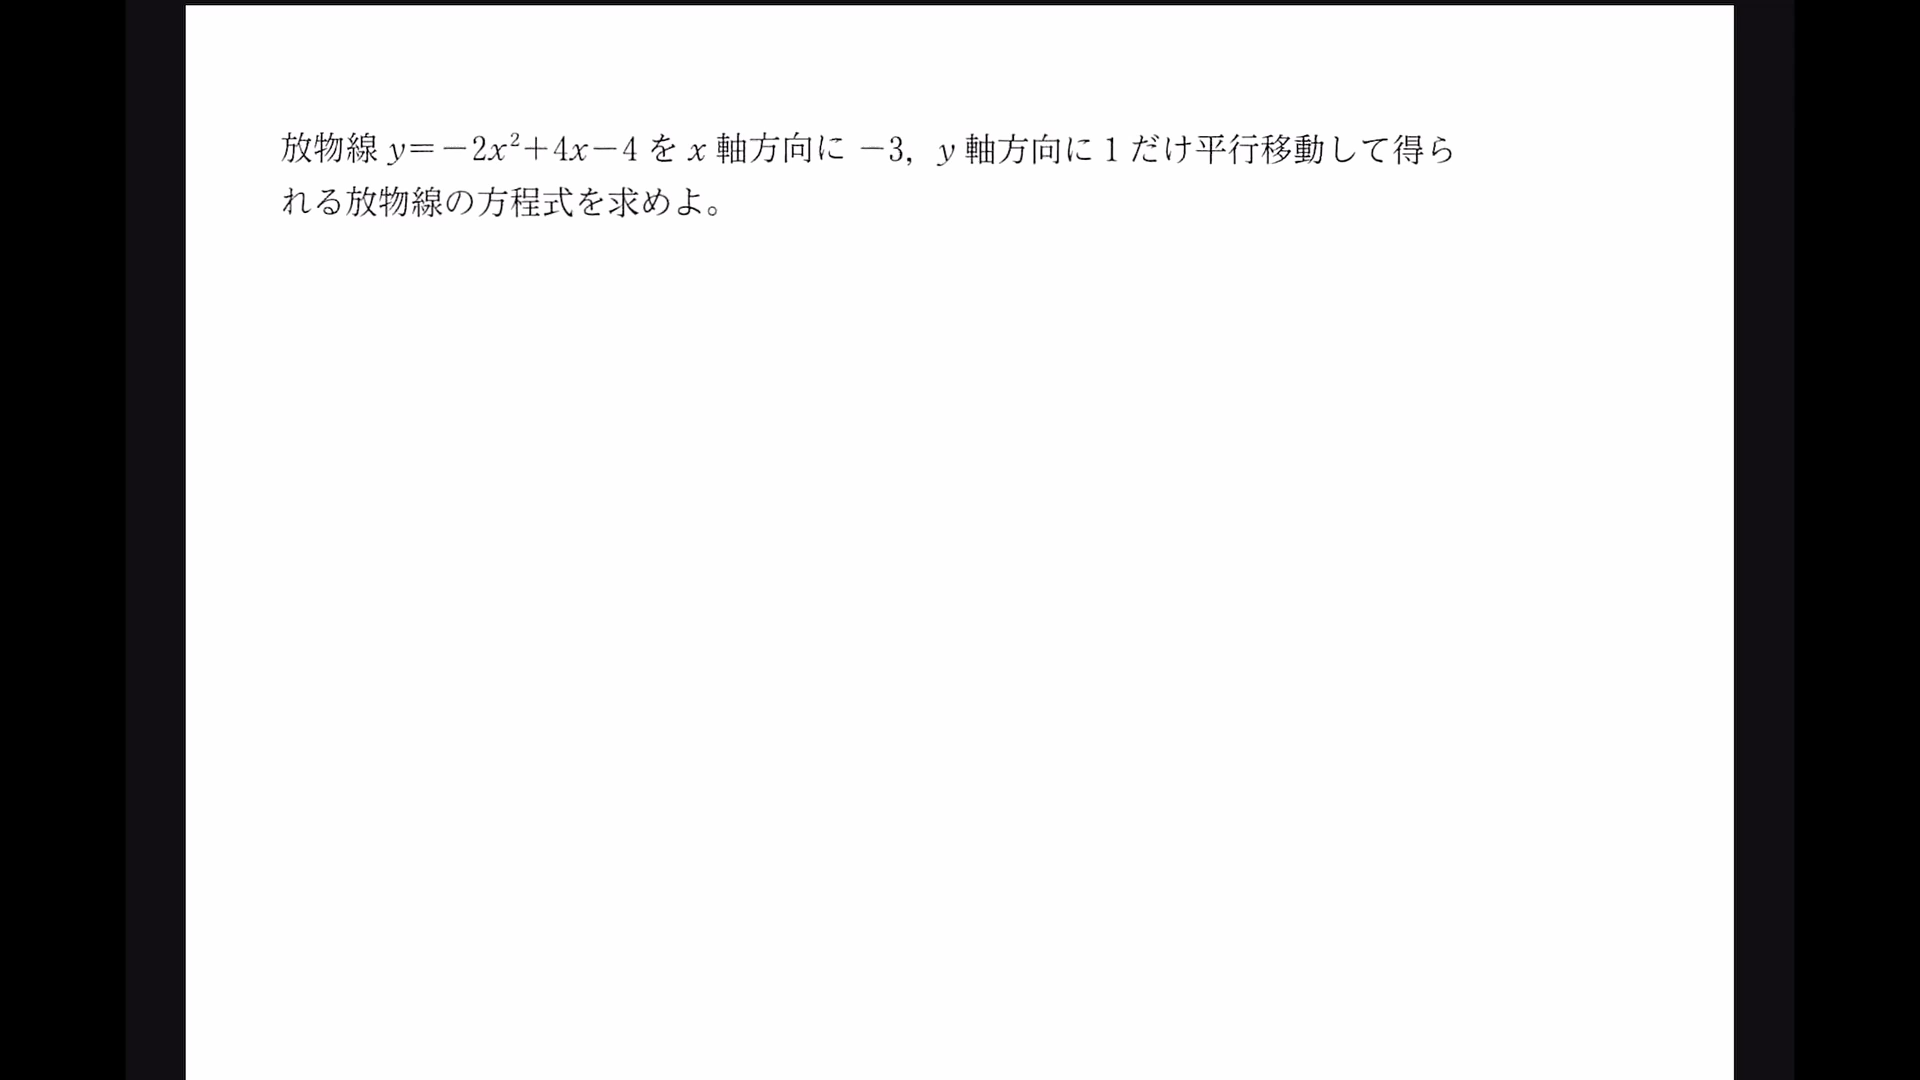 放物線 y=−2x²+4x−4 を x 軸方向に −3, y 軸方向に 1 だけ平行移動して得ら
れる放物線の方程式を求めよ。